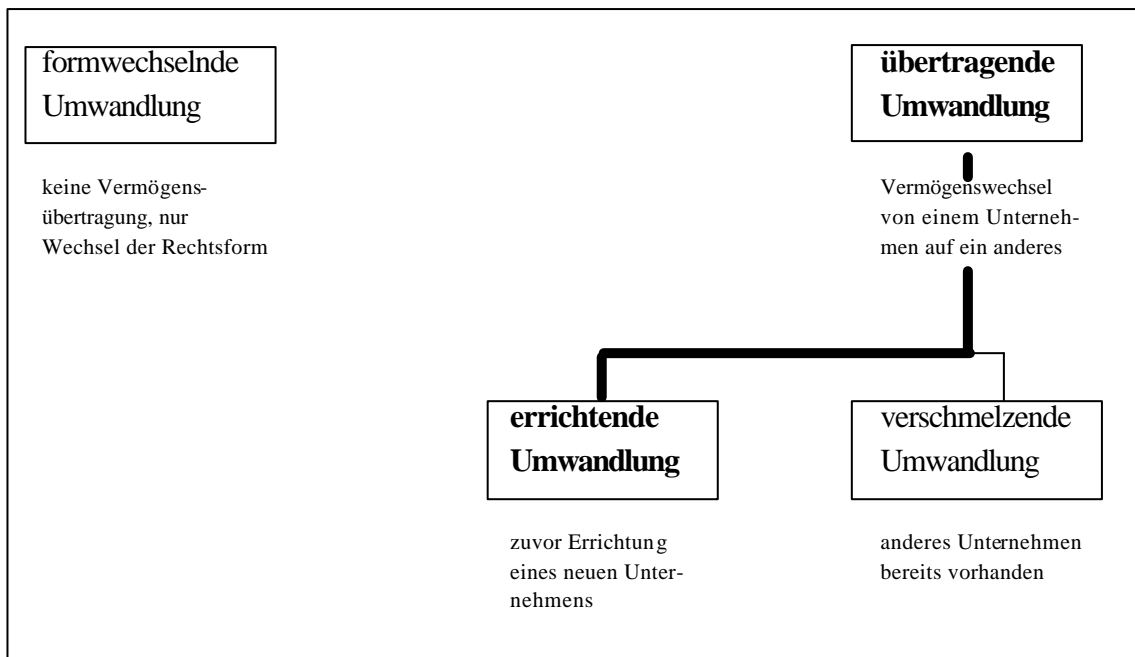 formwechselnde
Umwandlung
keine Vermögens-
übertragung, nur
Wechsel der Rechtsform
übertragende
Umwandlung
Vermögenswechsel
von einem Unterneh-
men auf ein anderes
errichtende
Umwandlung
zuvor Errichtung
eines neuen Unter-
nehmens
verschmelzende
Umwandlung
anderes Unternehmen
bereits vorhanden